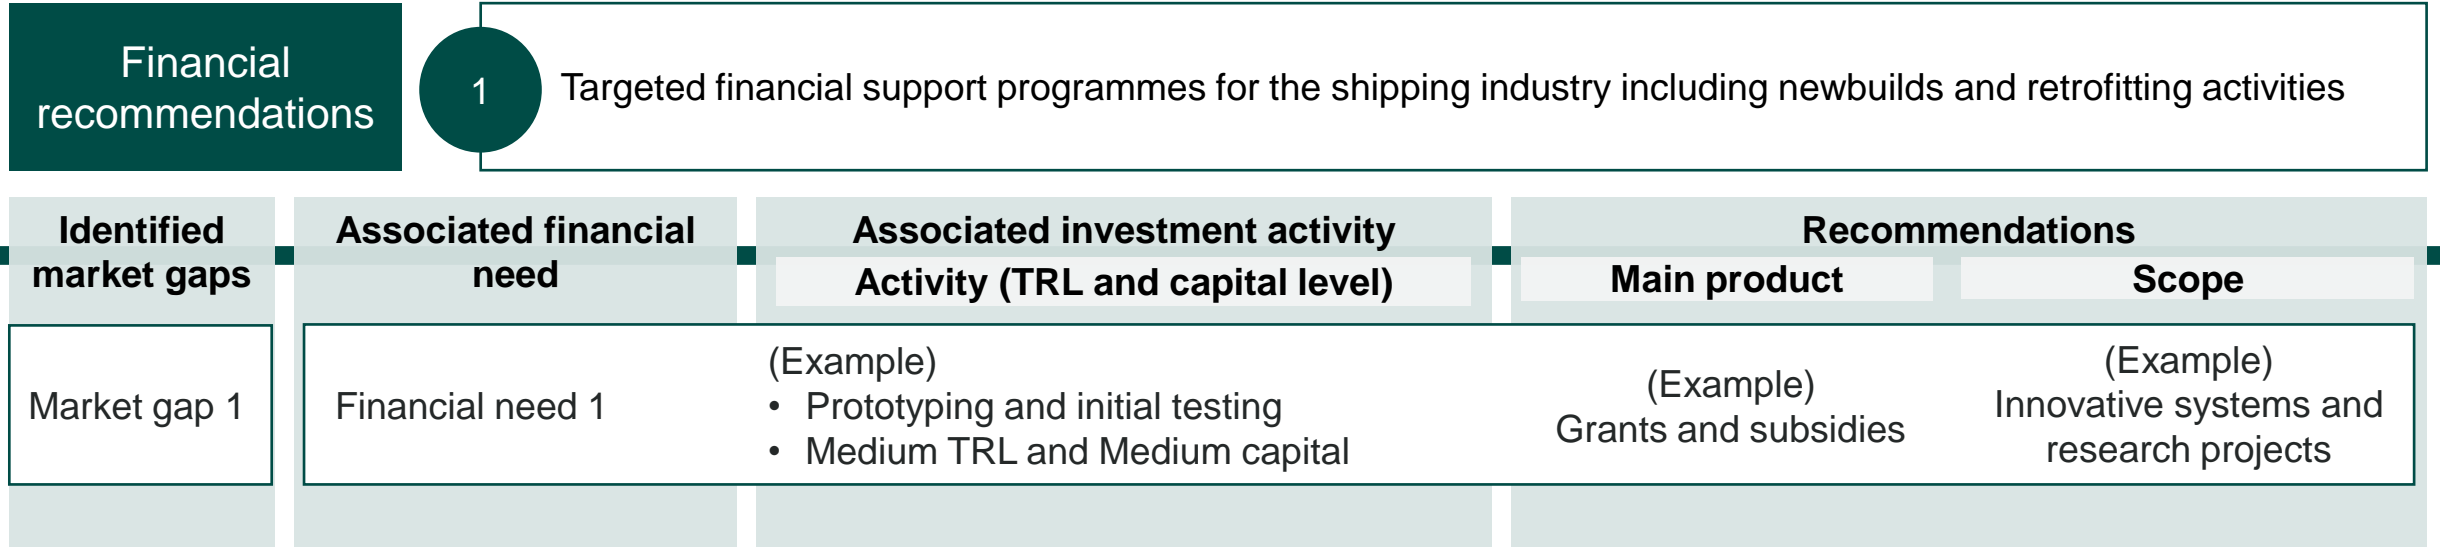 Financial
recommendations
1
Targeted financial support programmes for the shipping industry including newbuilds and retrofitting activities
Identified
market gaps
Associated financial
need
Associated investment activity
Activity (TRL and capital level)
Recommendations
Main product
Scope
Market gap 1
Financial need 1
(Example)
• Prototyping and initial testing
• Medium TRL and Medium capital
(Example)
Grants and subsidies
(Example)
Innovative systems and
research projects